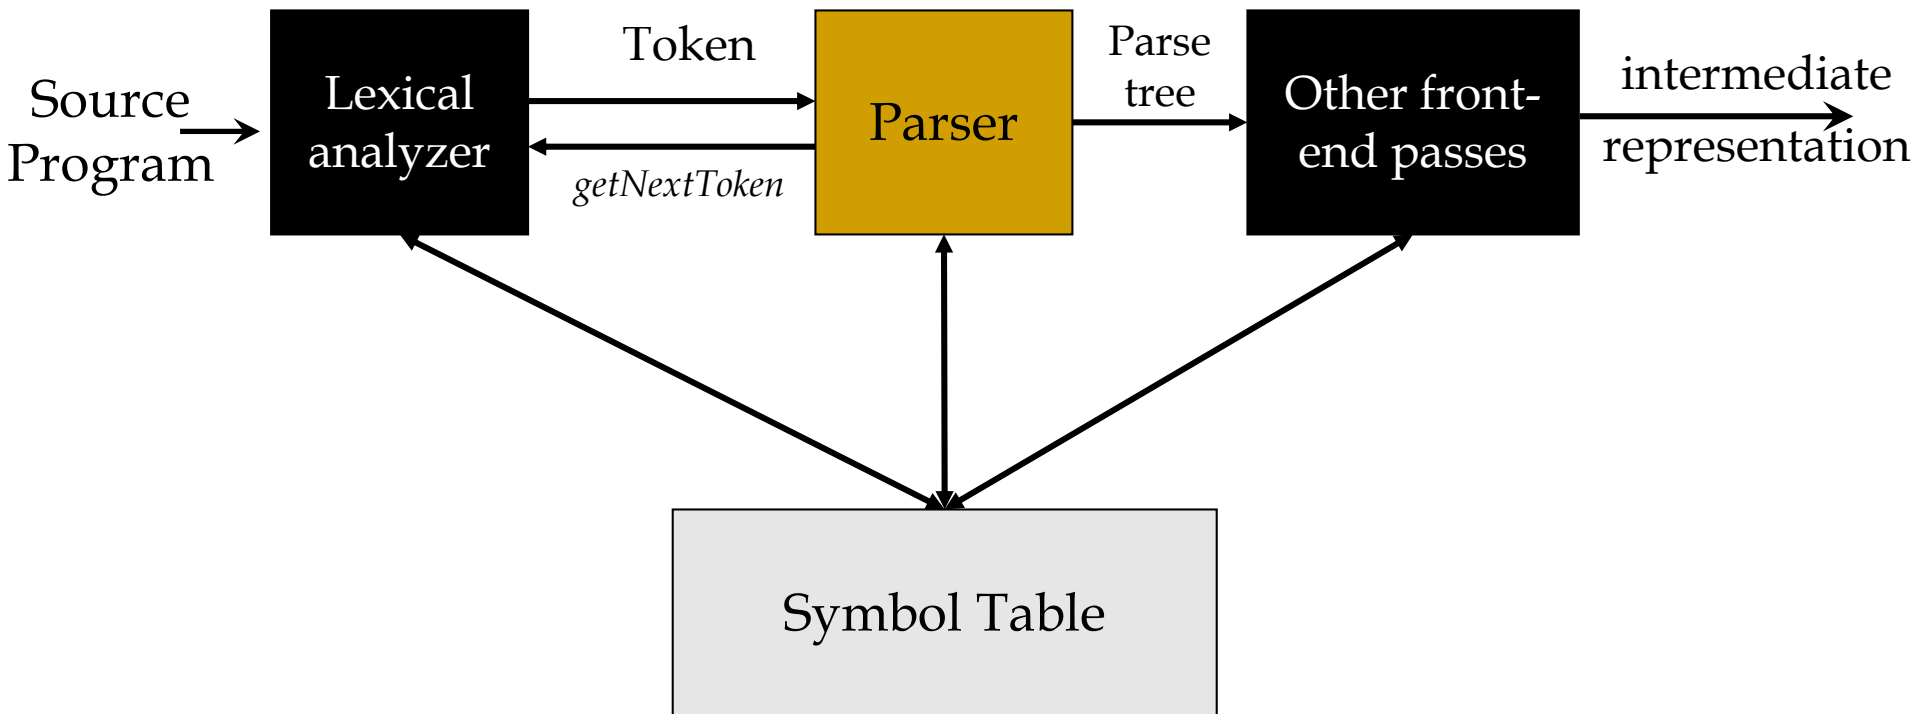 Source
Program
Lexical
analyzer
Token
getNextToken
Parser
Parse
tree
Other front-
end passes
intermediate
representation
Symbol Table